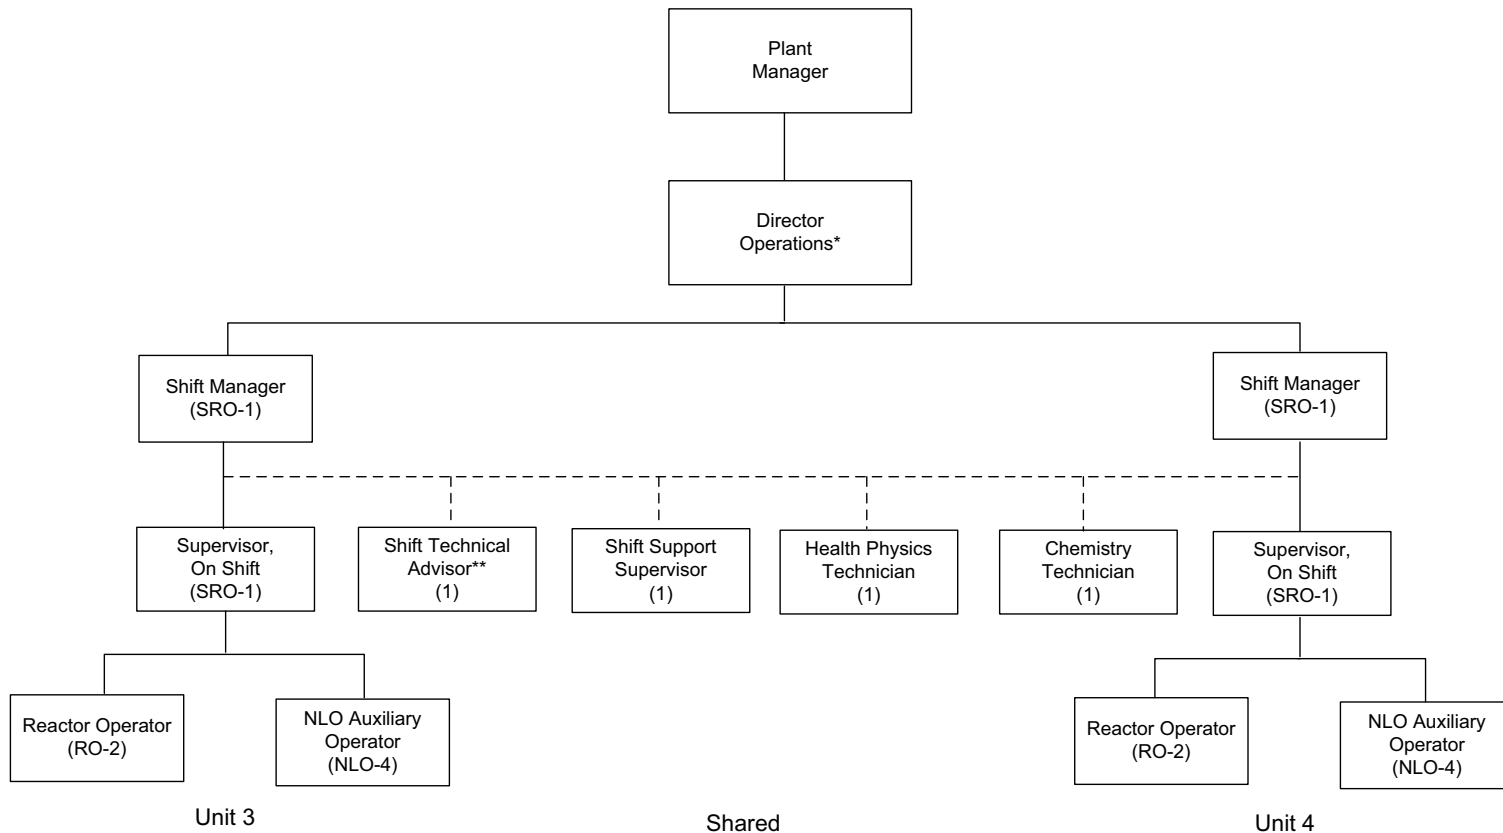 Plant
Manager
Director
Operations*
Shift Manager
(SRO-1)
Shift Manager
(SRO-1)
Supervisor,
On Shift
(SRO-1)
Shift Technical
Advisor**
(1)
Shift Support
Supervisor
(1)
Health Physics
Technician
(1)
Chemistry
Technician
(1)
Supervisor,
On Shift
(SRO-1)
Reactor Operator
(RO-2)
NLO Auxiliary
Operator
(NLO-4)
Reactor Operator
(RO-2)
NLO Auxiliary
Operator
(NLO-4)
Unit 3
Shared
Unit 4